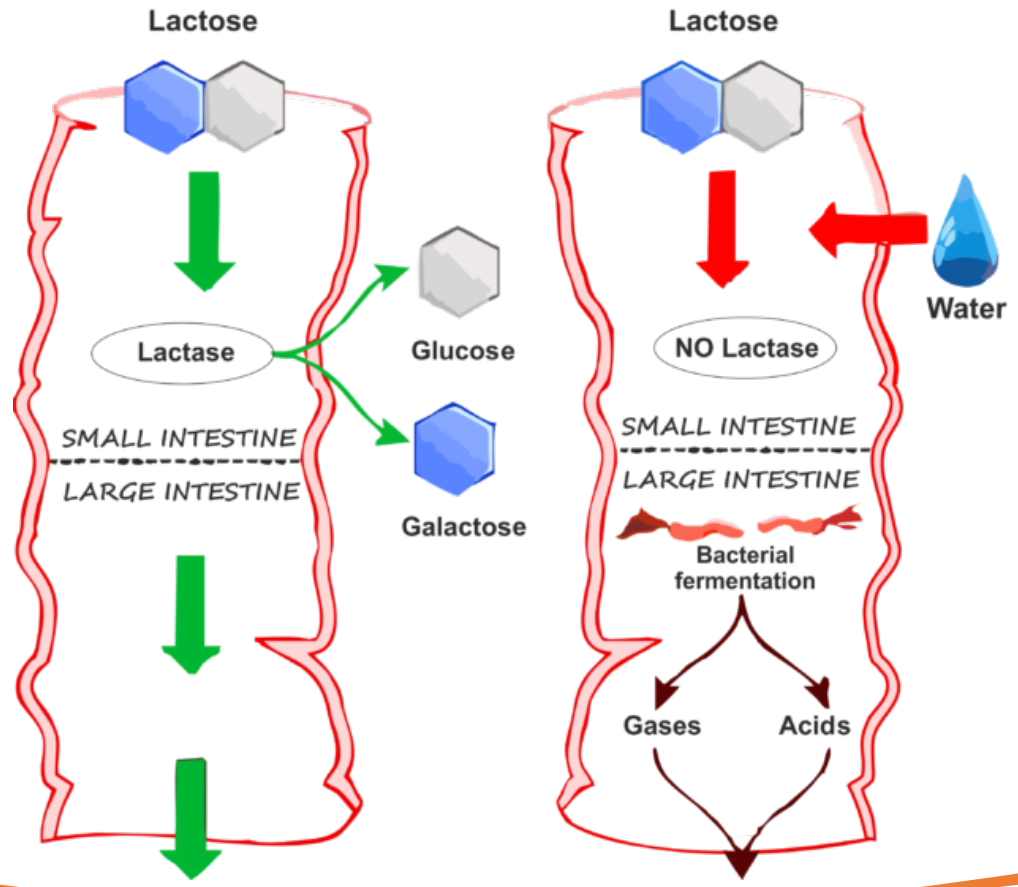 Lactose
Lactase
Glucose
Galactose
SMALL INTESTINE
LARGE INTESTINE
Lactose
Water
NO Lactase
SMALL INTESTINE
LARGE INTESTINE
Bacterial
fermentation
Gases
Acids